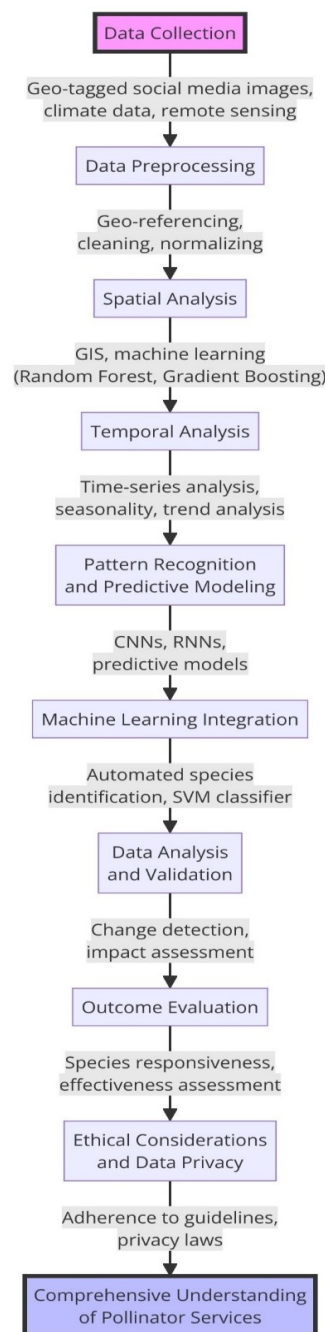 Data Collection
Geo-tagged social media images,
climate data, remote sensing
Data Preprocessing
Geo-referencing,
cleaning, normalizing
Spatial Analysis
GIS, machine learning
(Random Forest, Gradient Boosting)
Temporal Analysis
Time-series analysis,
seasonality, trend analysis
Pattern Recognition
and Predictive Modeling
CNNs, RNNs,
predictive models
Machine Learning Integration
Automated species
identification, SVM classifier
Data Analysis
and Validation
Change detection,
impact assessment
Outcome Evaluation
Species responsiveness,
effectiveness assessment
Ethical Considerations
and Data Privacy
Adherence to guidelines,
privacy laws
Comprehensive Understanding
of Pollinator Services